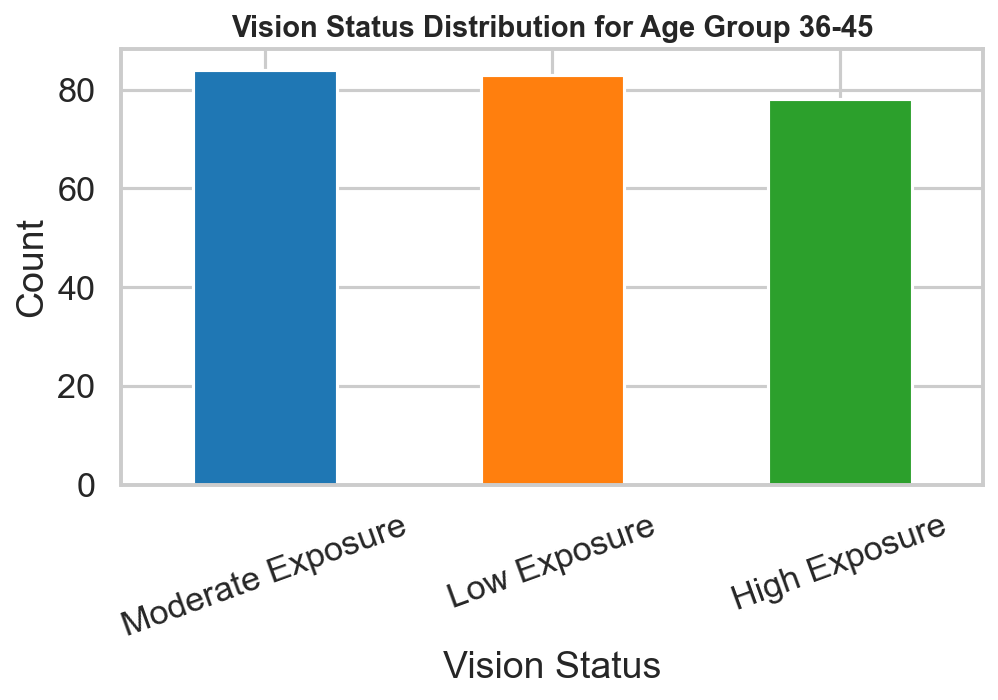 Vision Status Distribution for Age Group 36-45
Count
80
60
40
20
0
Moderate Exposure
Low Exposure
High Exposure
Vision Status